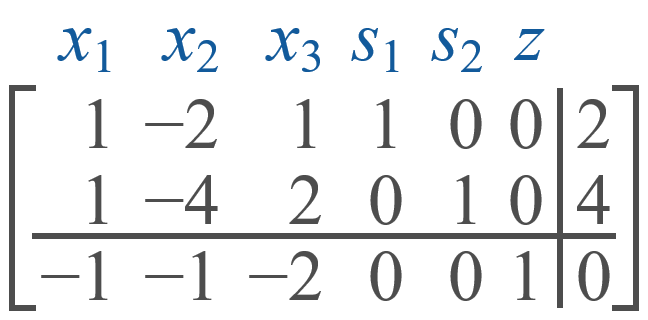 x₁ x₂ x₃ s₁ s₂ z
1 −2 1 1 0 0 2
1 −4 2 0 1 0 4
−1 −1 −2 0 0 1 0